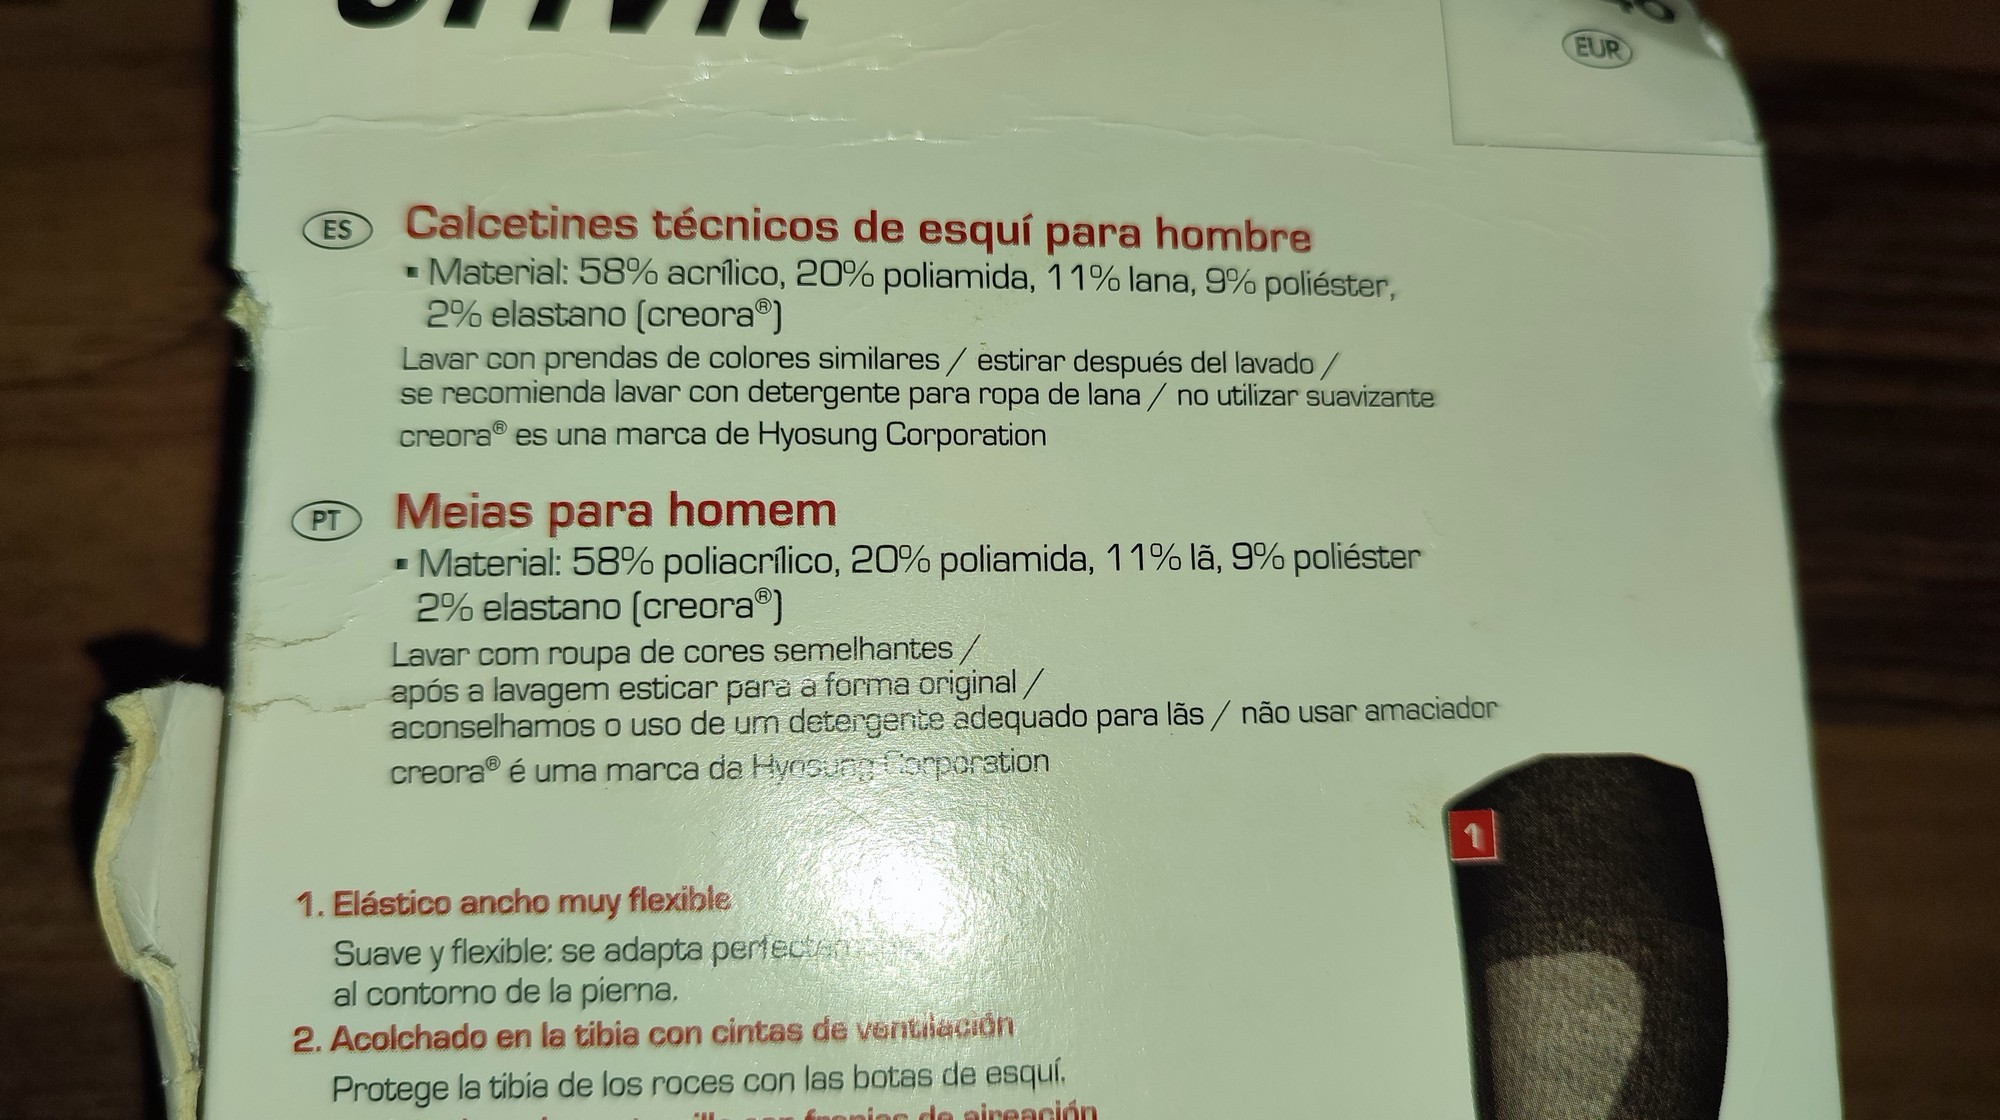 EUR
ES
Calcetines técnicos de esquí para hombre
▪ Material: 58% acrílico, 20% poliamida, 11% lana, 9% poliéster,
2% elastano (creora®)
Lavar con prendas de colores similares / estirar después del lavado /
se recomienda lavar con detergente para ropa de lana / no utilizar suavizante
creora® es una marca de Hyosung Corporation
PT
Meias para homem
▪ Material: 58% poliacrílico, 20% poliamida, 11% lã, 9% poliéster
2% elastano (creora®)
Lavar com roupa de cores semelhantes /
após a lavagem esticar para a forma original /
aconselhamos o uso de um detergente adequado para lãs / não usar amaciador
creora® é uma marca da Hyosung Corporation
1
1. Elástico ancho muy flexible
Suave y flexible: se adapta
al contorno de la pierna.
2. Acolchado en la tibia con cintas de ventilación
Protege la tibia de los roces con las botas de esquí.
de aireación